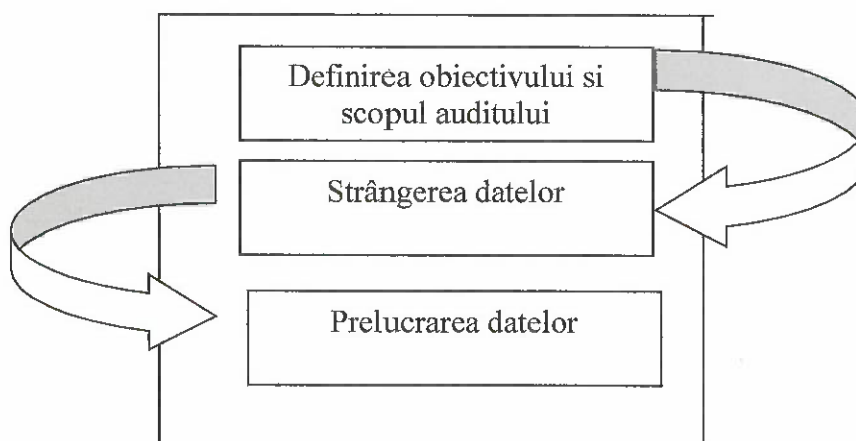 Definirea obiectivului si
scopul auditului
Strângerea datelor
Prelucrarea datelor